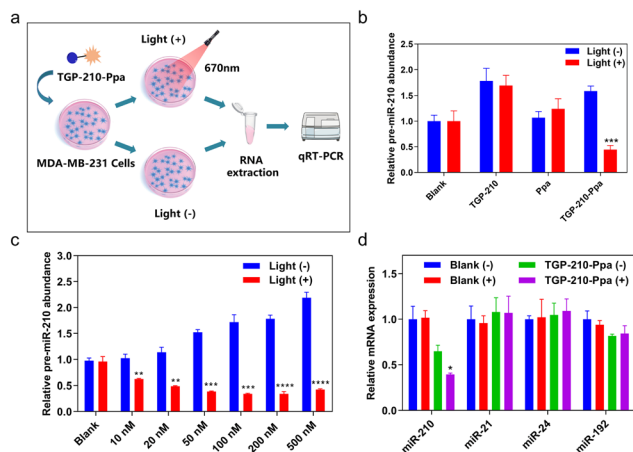 a
Light (+)
670nm
TGP-210-Ppa
MDA-MB-231 Cells
RNA
extraction
qRT-PCR
Light (-)
b
Relative pre-miR-210 abundance
2.5
2.0
1.5
1.0
0.5
0.0
Light (-)
Light (+)
***
Blank
TGP-210
Ppa
TGP-210-Ppa
c
Relative pre-miR-210 abundance
3.0
2.5
2.0
1.5
1.0
0.5
0.0
Light (-)
Light (+)
**
**
***
***
****
****
Blank
10 nM
20 nM
50 nM
100 nM
200 nM
500 nM
d
Relative mRNA expression
1.5
1.0
0.5
0.0
Blank (-)
TGP-210-Ppa (-)
Blank (+)
TGP-210-Ppa (+)
*
miR-210
miR-21
miR-24
miR-192